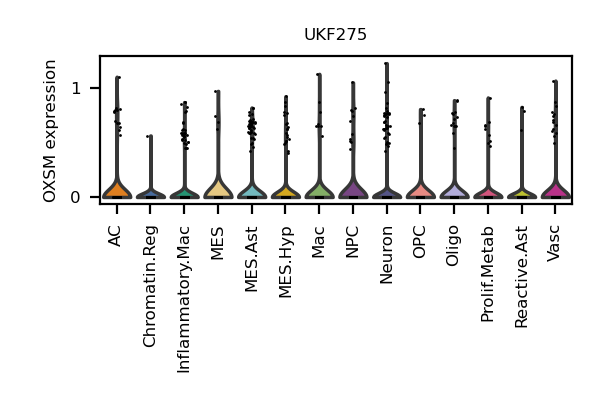 UKF275
OXSM expression
1
0
AC
Chromatin.Reg
Inflammatory.Mac
MES
MES.Ast
MES.Hyp
Mac
NPC
Neuron
OPC
Oligo
Prolif.Metab
Reactive.Ast
Vasc